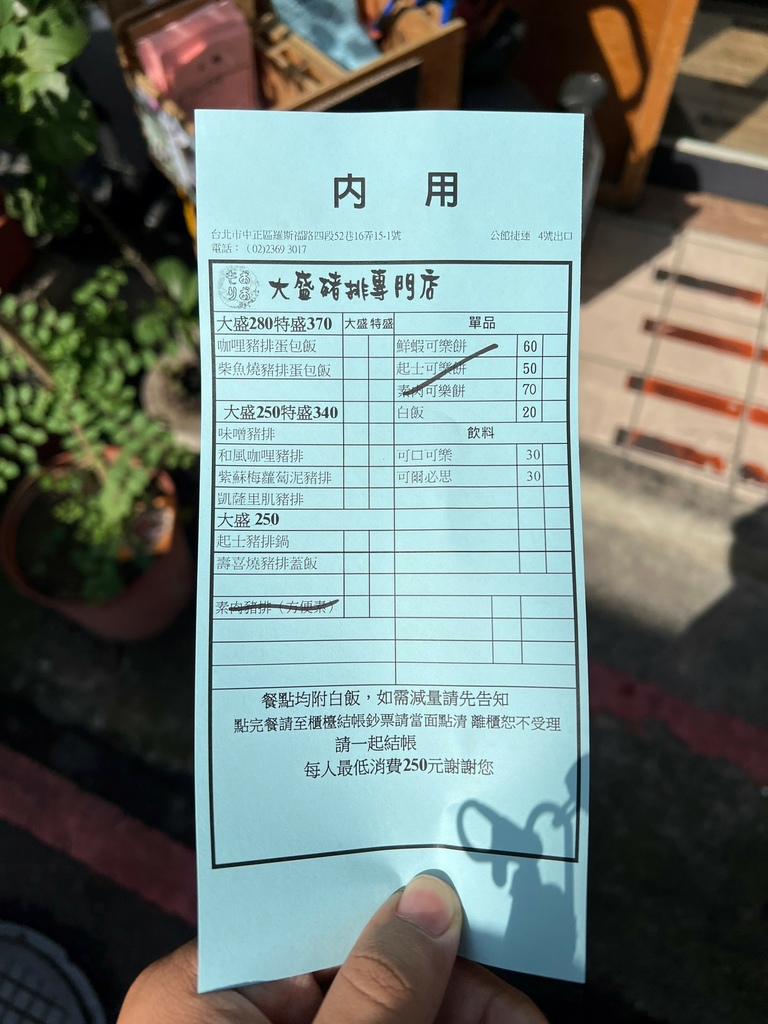 內 用
台北市中正區羅斯福路四段52巷16弄15-1號 公館捷運 4號出口
電話：(02)2369 3017
おおもり 大盛豬排專門店
大盛280特盛370 大盛 特盛 單品
咖哩豬排蛋包飯 鮮蝦可樂餅 60
柴魚燒豬排蛋包飯 起士可樂餅 50
素肉可樂餅 70
大盛250特盛340 白飯 20
味噌豬排 飲料
和風咖哩豬排 可口可樂 30
紫蘇梅蘿蔔泥豬排 可爾必思 30
凱薩里肌豬排
大盛 250
起士豬排鍋
壽喜燒豬排蓋飯
素肉豬排（方便素）
餐點均附白飯，如需減量請先告知
點完餐請至櫃檯結帳鈔票請當面點清 離櫃恕不受理
請一起結帳
每人最低消費250元謝謝您